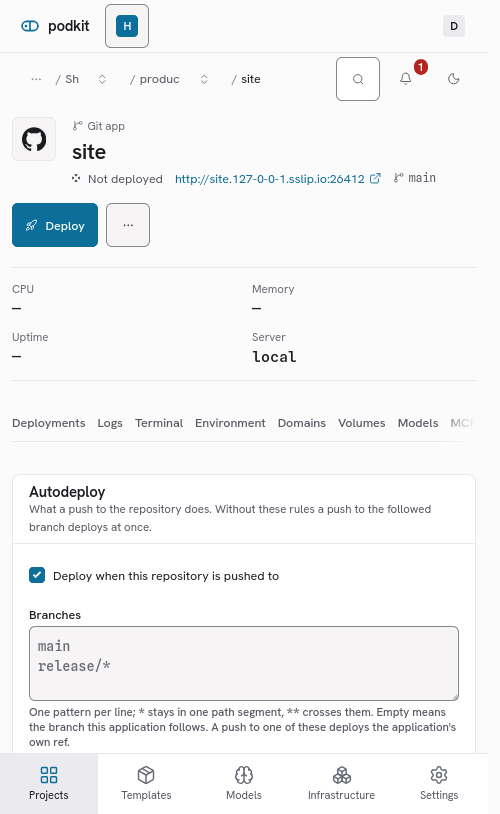 podkit
H
D
... / Sh / produc / site
1
Git app
site
Not deployed http://site.127-0-0-1.sslip.io:26412 main
Deploy ...
CPU Memory
— —
Uptime Server
— local
Deployments Logs Terminal Environment Domains Volumes Models MCP
Autodeploy
What a push to the repository does. Without these rules a push to the followed
branch deploys at once.
Deploy when this repository is pushed to
Branches
main
release/*
One pattern per line; * stays in one path segment, ** crosses them. Empty means
the branch this application follows. A push to one of these deploys the application's
own ref.
Projects Templates Models Infrastructure Settings